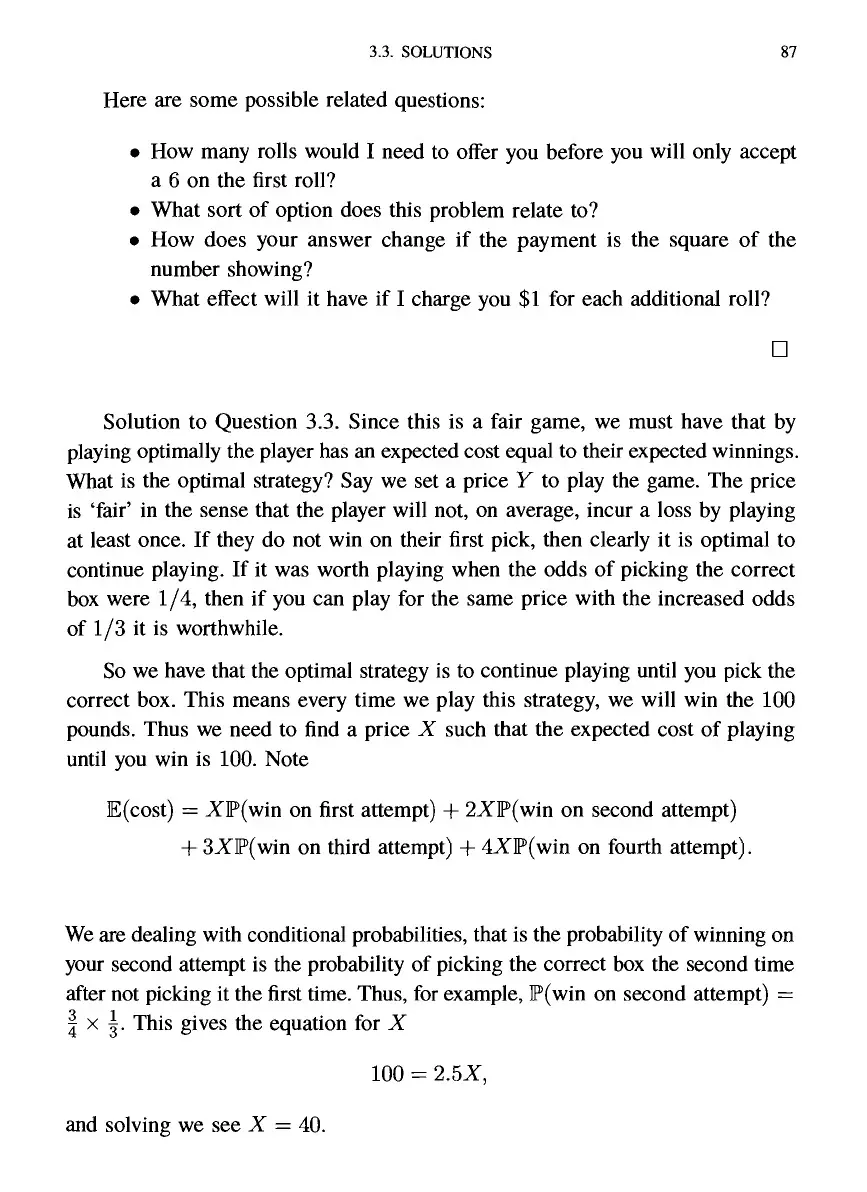 3.3. SOLUTIONS 87
Here are some possible related questions:
• How many rolls would I need to offer you before you will only accept
a 6 on the first roll?
• What sort of option does this problem relate to?
• How does your answer change if the payment is the square of the
number showing?
• What effect will it have if I charge you $1 for each additional roll?
□
Solution to Question 3.3. Since this is a fair game, we must have that by
playing optimally the player has an expected cost equal to their expected winnings.
What is the optimal strategy? Say we set a price Y to play the game. The price
is ‘fair’ in the sense that the player will not, on average, incur a loss by playing
at least once. If they do not win on their first pick, then clearly it is optimal to
continue playing. If it was worth playing when the odds of picking the correct
box were 1/4, then if you can play for the same price with the increased odds
of 1/3 it is worthwhile.
So we have that the optimal strategy is to continue playing until you pick the
correct box. This means every time we play this strategy, we will win the 100
pounds. Thus we need to find a price X such that the expected cost of playing
until you win is 100. Note
𝔼(cost) = Xℙ(win on first attempt) + 2Xℙ(win on second attempt)
+ 3Xℙ(win on third attempt) + 4Xℙ(win on fourth attempt).
We are dealing with conditional probabilities, that is the probability of winning on
your second attempt is the probability of picking the correct box the second time
after not picking it the first time. Thus, for example, ℙ(win on second attempt) =
3/4 × 1/3. This gives the equation for X
100 = 2.5X,
and solving we see X = 40.